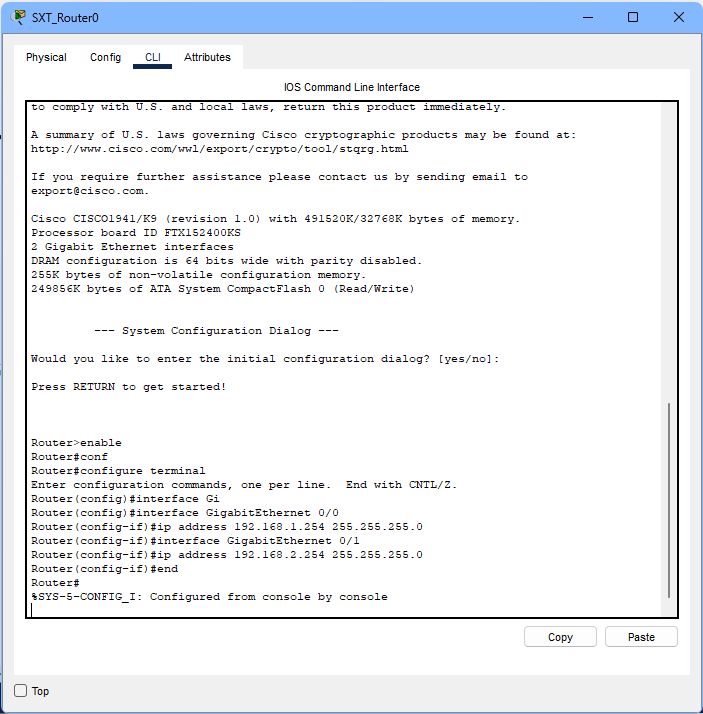 SXT_Router0
Physical Config CLI Attributes
IOS Command Line Interface
to comply with U.S. and local laws, return this product immediately.
A summary of U.S. laws governing Cisco cryptographic products may be found at:
http://www.cisco.com/wwl/export/crypto/tool/stqrg.html
If you require further assistance please contact us by sending email to
export@cisco.com.
Cisco CISCO1941/K9 (revision 1.0) with 491520K/32768K bytes of memory.
Processor board ID FTX152400KS
2 Gigabit Ethernet interfaces
DRAM configuration is 64 bits wide with parity disabled.
255K bytes of non-volatile configuration memory.
249856K bytes of ATA System CompactFlash 0 (Read/Write)
--- System Configuration Dialog ---
Would you like to enter the initial configuration dialog? [yes/no]:
Press RETURN to get started!
Router>enable
Router#conf
Router#configure terminal
Enter configuration commands, one per line.  End with CNTL/Z.
Router(config)#interface Gi
Router(config)#interface GigabitEthernet 0/0
Router(config-if)#ip address 192.168.1.254 255.255.255.0
Router(config-if)#interface GigabitEthernet 0/1
Router(config-if)#ip address 192.168.2.254 255.255.255.0
Router(config-if)#end
Router#
%SYS-5-CONFIG_I: Configured from console by console
Copy Paste
Top